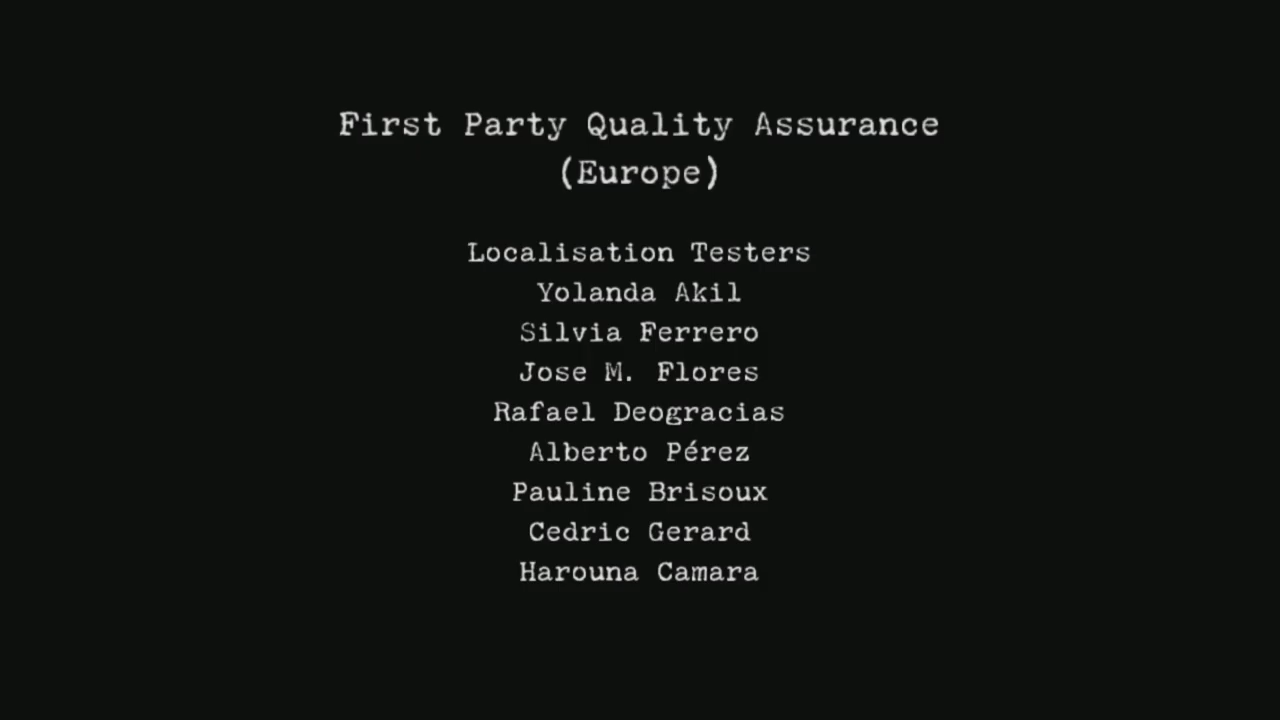 First Party Quality Assurance
(Europe)
Localisation Testers
Yolanda Akil
Silvia Ferrero
Jose M. Flores
Rafael Deogracias
Alberto Pérez
Pauline Brisoux
Cedric Gerard
Harouna Camara